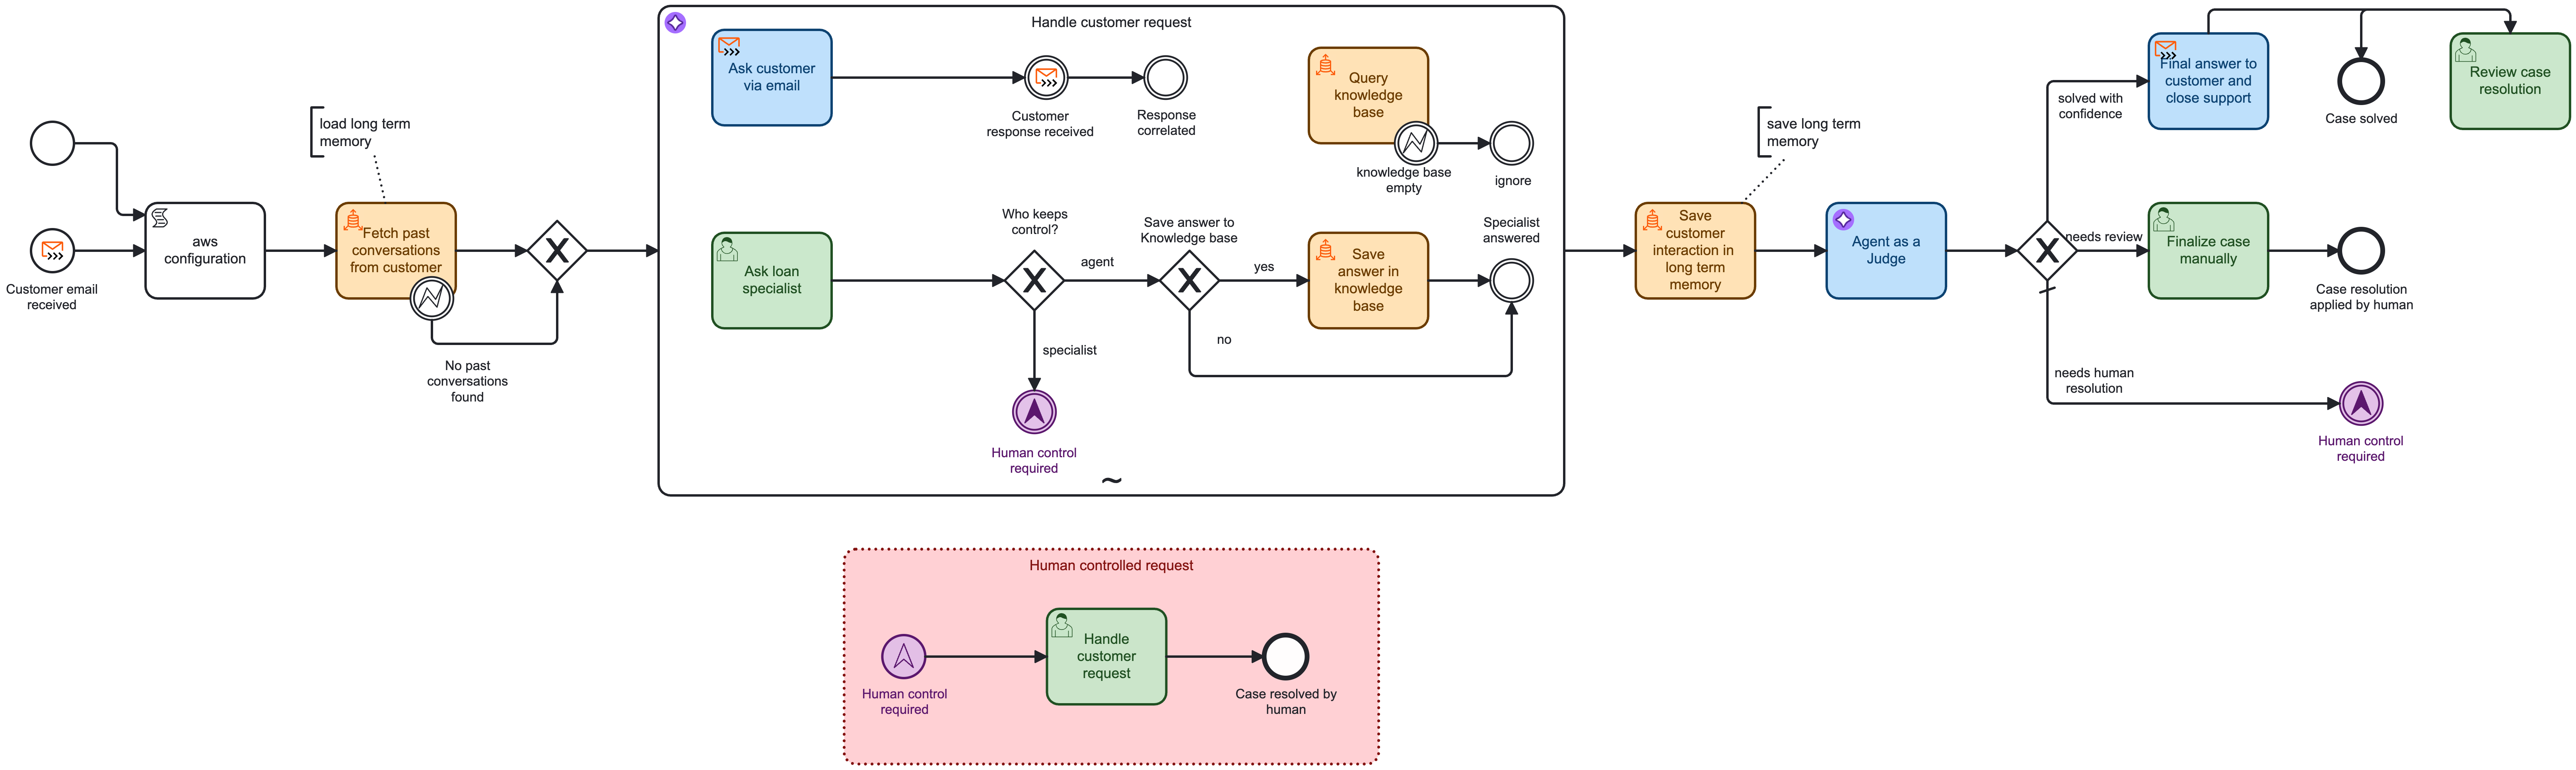 Handle customer request
Ask customer
via email
Customer
response received
Response
correlated
Query
knowledge
base
knowledge base
empty
ignore
load long term
memory
Customer email
received
aws
configuration
Fetch past
conversations
from customer
No past
conversations
found
Ask loan
specialist
Who keeps
control?
agent
specialist
Human control
required
Save answer to
Knowledge base
yes
no
Save
answer in
knowledge
base
Specialist
answered
~
save long term
memory
Save
customer
interaction in
long term
memory
Agent as a
Judge
solved with
confidence
needs review
needs human
resolution
Final answer to
customer and
close support
Case solved
Review case
resolution
Finalize case
manually
Case resolution
applied by human
Human control
required
Human controlled request
Human control
required
Handle
customer
request
Case resolved by
human